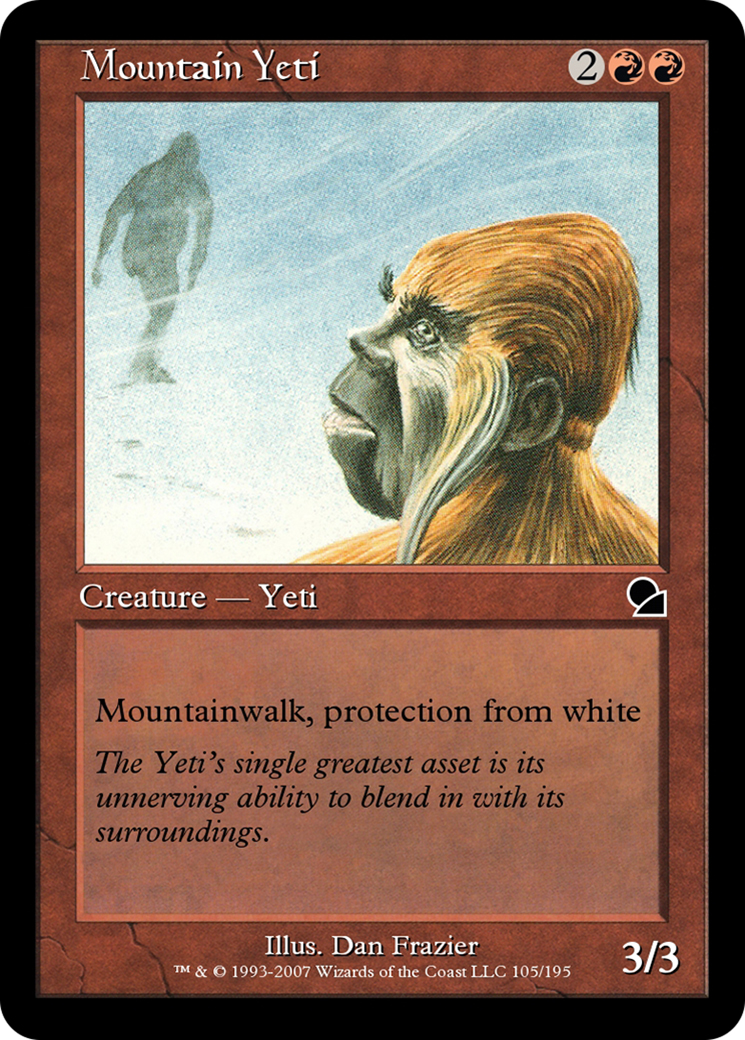 Mountain Yeti
2
Creature — Yeti
Mountainwalk, protection from white
The Yeti's single greatest asset is its
unnerving ability to blend in with its
surroundings.
Illus. Dan Frazier
™ & © 1993-2007 Wizards of the Coast LLC 105/195
3/3